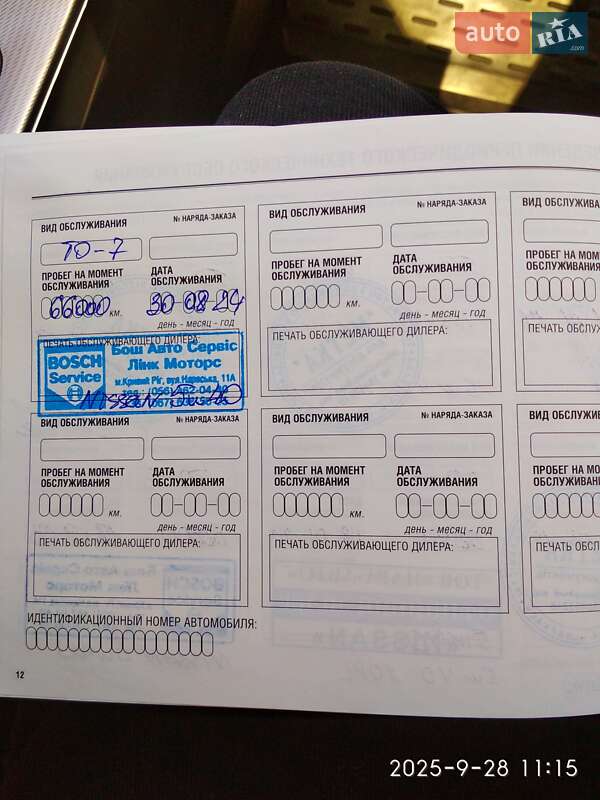 auto RIA .com
ВИД ОБСЛУЖИВАНИЯ
№ НАРЯДА-ЗАКАЗА
ТО-7
ПРОБЕГ НА МОМЕНТ ОБСЛУЖИВАНИЯ
ДАТА ОБСЛУЖИВАНИЯ
66000 км.
30 08 24
день - месяц - год
ПЕЧАТЬ ОБСЛУЖИВАЮЩЕГО ДИЛЕРА:
BOSCH Service
Бош Авто Сервіс
Лінк Моторс
м.Кривий Ріг, вул.Нарвська, 11А
ВИД ОБСЛУЖИВАНИЯ
№ НАРЯДА-ЗАКАЗА
ПРОБЕГ НА МОМЕНТ ОБСЛУЖИВАНИЯ
ДАТА ОБСЛУЖИВАНИЯ
км.
день - месяц - год
ПЕЧАТЬ ОБСЛУЖИВАЮЩЕГО ДИЛЕРА:
ВИД ОБСЛУЖИВАНИЯ
№ НАРЯДА-ЗАКАЗА
ПРОБЕГ НА МОМЕНТ ОБСЛУЖИВАНИЯ
ДАТА ОБСЛУЖИВАНИЯ
км.
день - месяц - год
ПЕЧАТЬ ОБСЛУЖИВАЮЩЕГО ДИЛЕРА:
ВИД ОБСЛУЖИВАНИЯ
№ НАРЯДА-ЗАКАЗА
ПРОБЕГ НА МОМЕНТ ОБСЛУЖИВАНИЯ
ДАТА ОБСЛУЖИВАНИЯ
км.
день - месяц - год
ПЕЧАТЬ ОБСЛУЖИВАЮЩЕГО ДИЛЕРА:
ИДЕНТИФИКАЦИОННЫЙ НОМЕР АВТОМОБИЛЯ:
12
2025-9-28 11:15